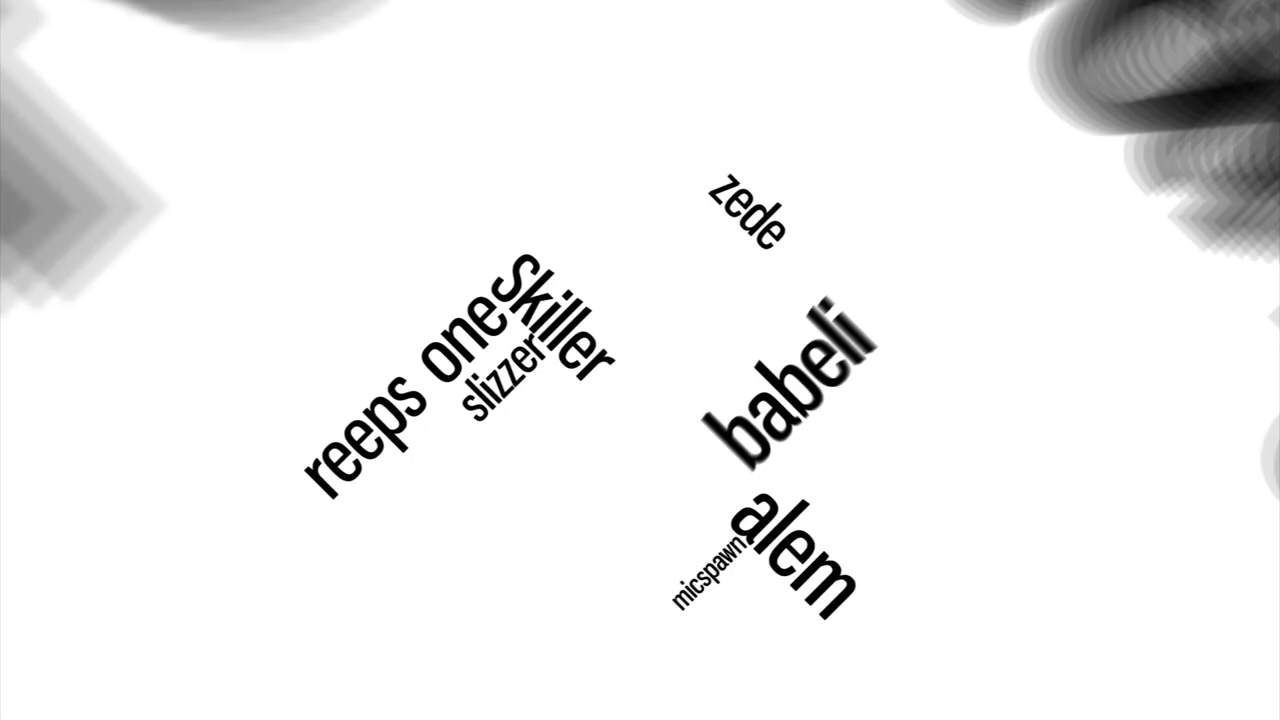 zede
skiller
reeps one
slizzer
babeli
alem
micspawn